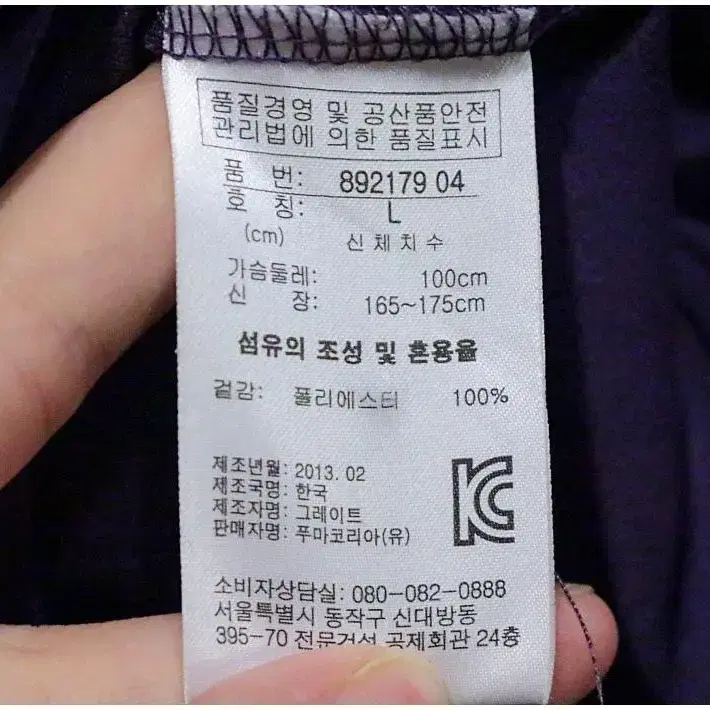 품질경영 및 공산품안전
관리법에 의한 품질표시
품 번: 892179 04
호 칭: L
(cm) 신체치수
가슴둘레: 100cm
신 장: 165~175cm
섬유의 조성 및 혼용율
겉감: 폴리에스터 100%
제조년월: 2013. 02
제조국명: 한국
제조자명: 그레이트
판매자명: 푸마코리아(유)
KC
소비자상담실: 080-082-0888
서울특별시 동작구 신대방동
395-70 전문건설 공제회관 24층